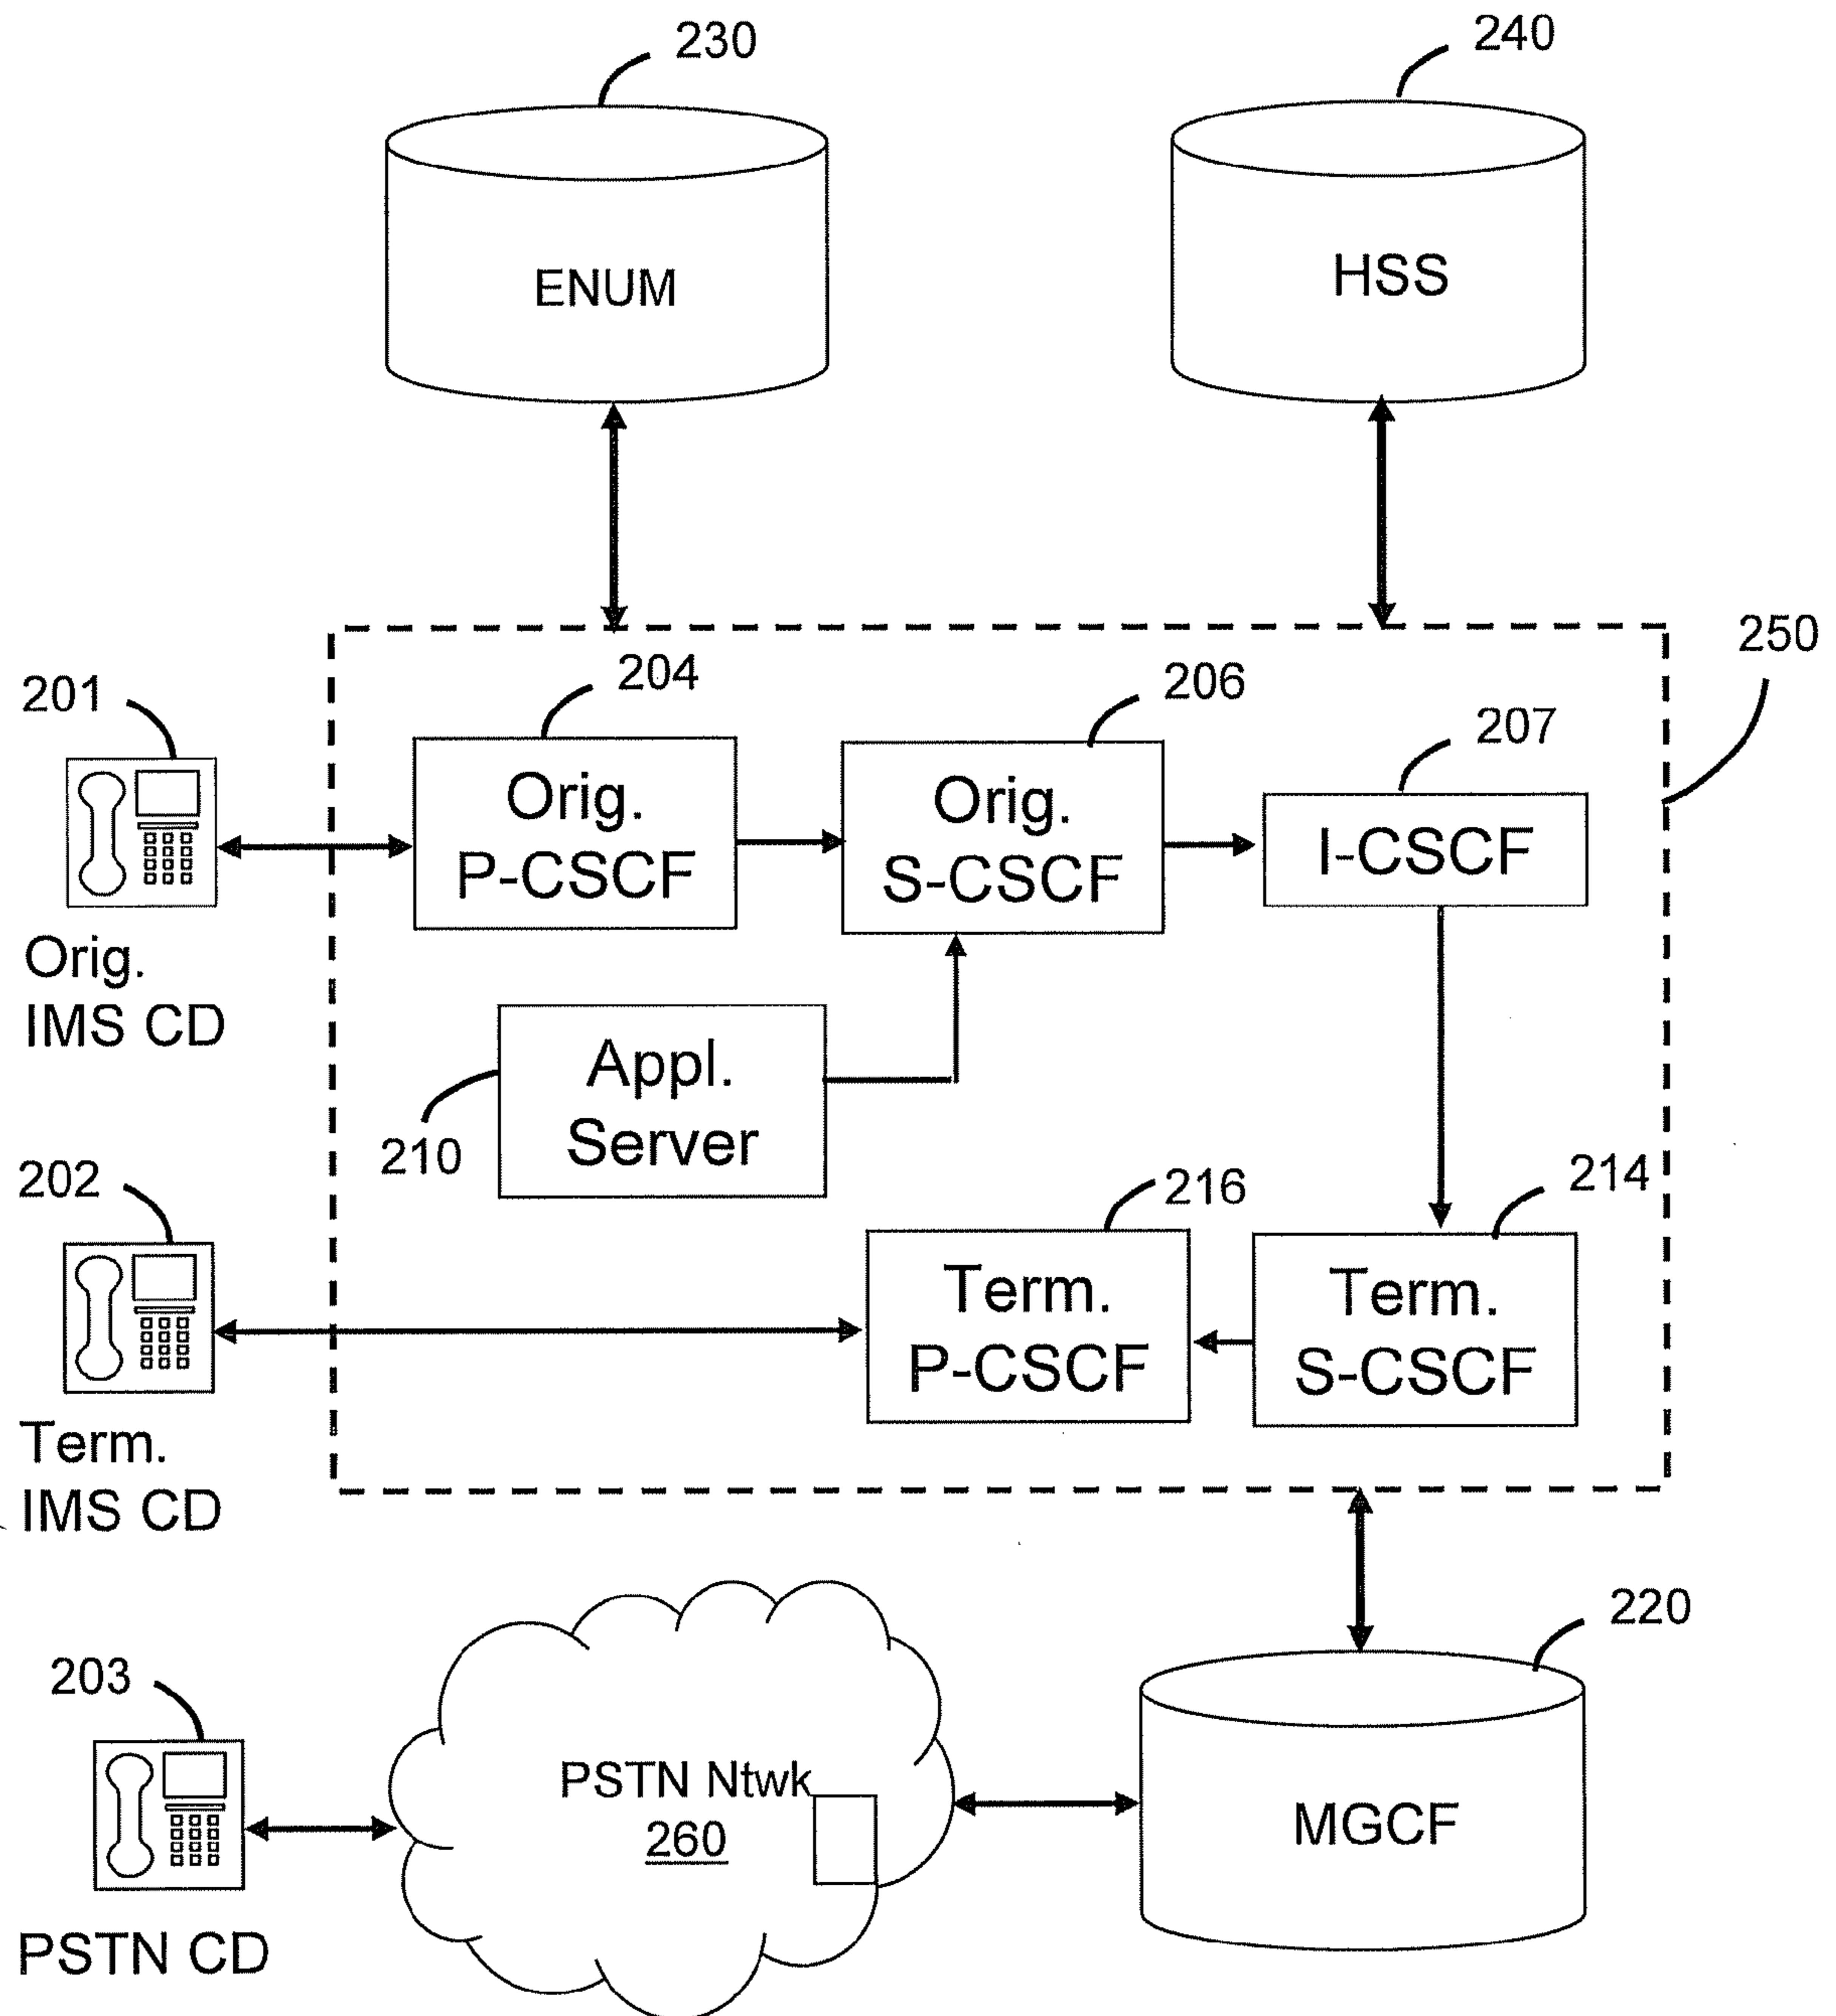 230
240
ENUM
HSS
250
204
206
201
207
Orig.
P-CSCF
Orig.
S-CSCF
I-CSCF
Orig.
IMS CD
Appl.
Server
210
202
216
214
Term.
P-CSCF
Term.
S-CSCF
Term.
IMS CD
220
203
PSTN Ntwk
260
MGCF
PSTN CD